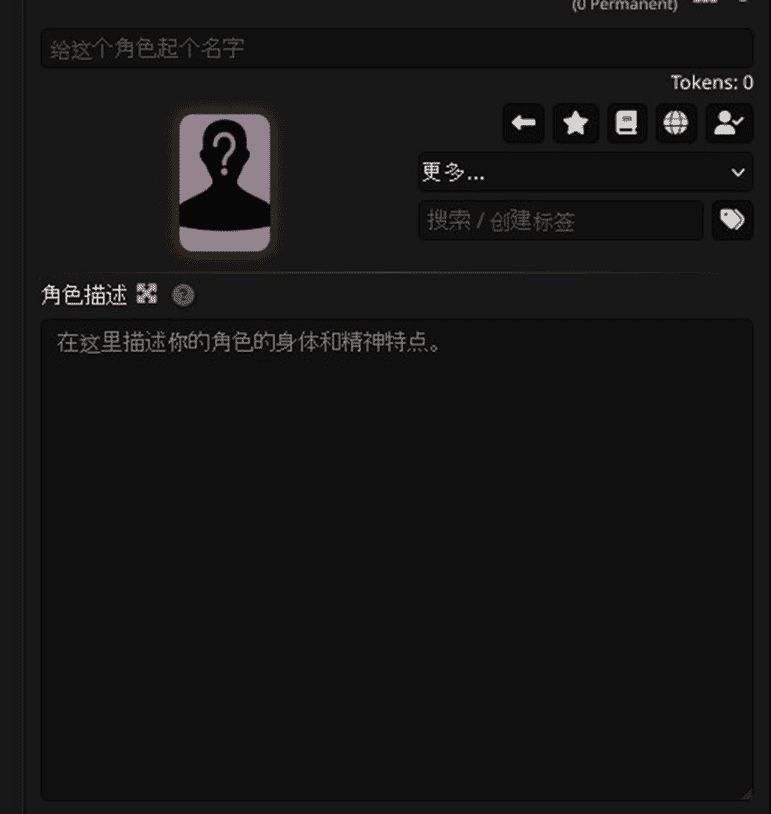 (0 Permanent)
给这个角色起个名字
Tokens: 0
更多...
搜索 / 创建标签
角色描述
在这里描述你的角色的身体和精神特点。